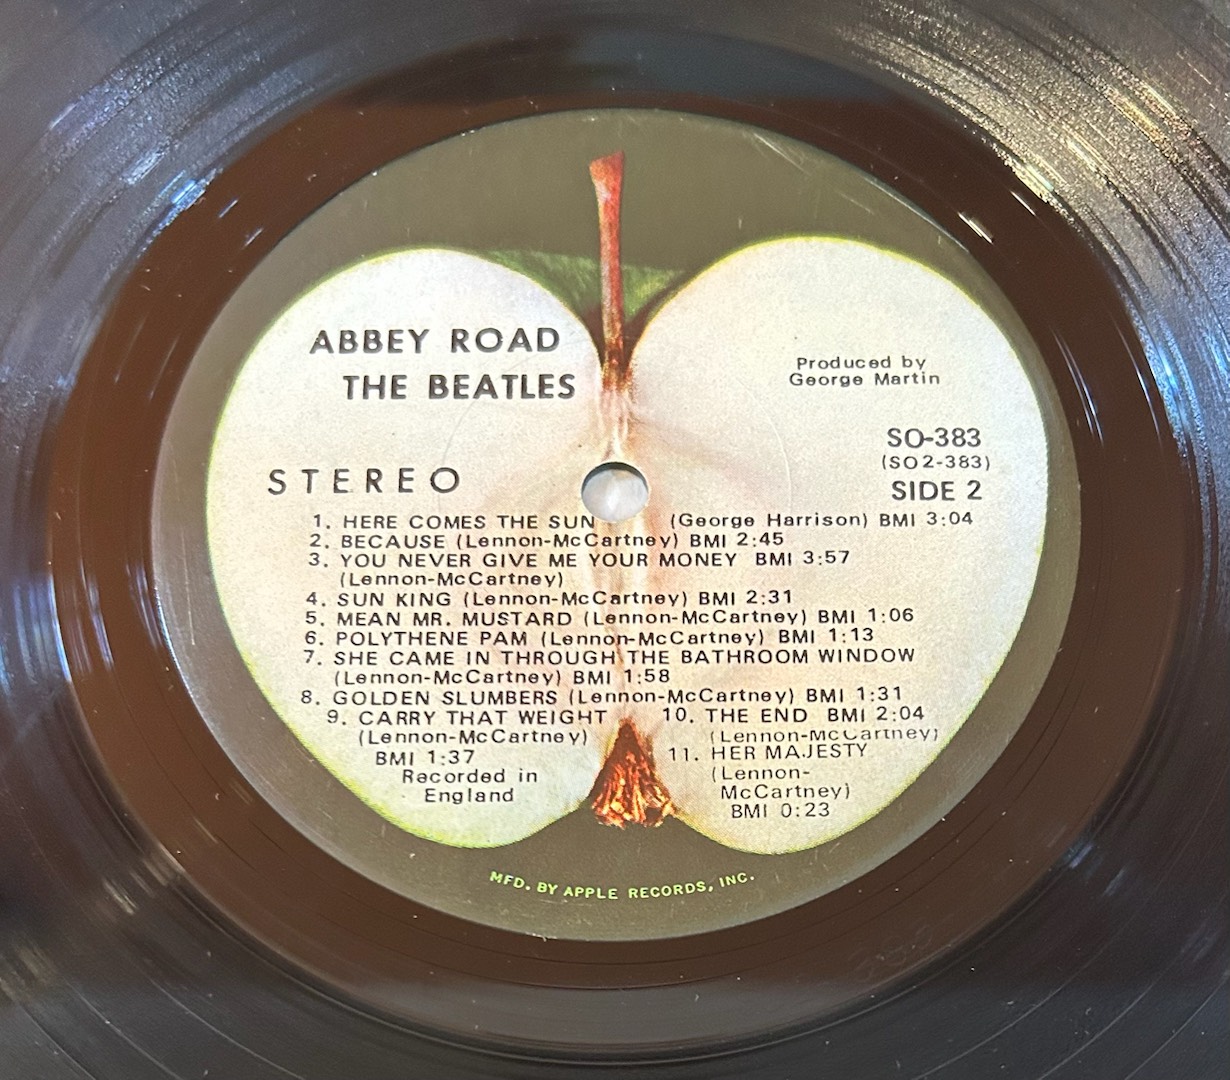 ABBEY ROAD
THE BEATLES
Produced by
George Martin
SO-383
(SO2-383)
STEREO
SIDE 2
1. HERE COMES THE SUN (George Harrison) BMI 3:04
2. BECAUSE (Lennon-McCartney) BMI 2:45
3. YOU NEVER GIVE ME YOUR MONEY BMI 3:57
(Lennon-McCartney)
4. SUN KING (Lennon-McCartney) BMI 2:31
5. MEAN MR. MUSTARD (Lennon-McCartney) BMI 1:06
6. POLYTHENE PAM (Lennon-McCartney) BMI 1:13
7. SHE CAME IN THROUGH THE BATHROOM WINDOW
(Lennon-McCartney) BMI 1:58
8. GOLDEN SLUMBERS (Lennon-McCartney) BMI 1:31
9. CARRY THAT WEIGHT
(Lennon-McCartney)
BMI 1:37
Recorded in
England
10. THE END BMI 2:04
(Lennon-McCartney)
11. HER MAJESTY
(Lennon-
McCartney)
BMI 0:23
MFD. BY APPLE RECORDS, INC.